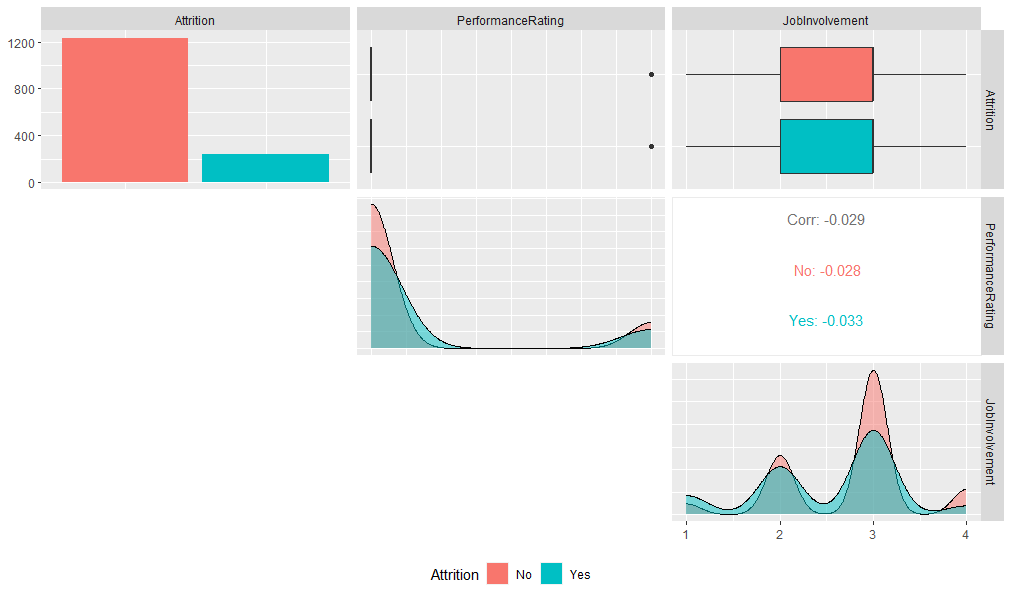 Attrition
PerformanceRating
JobInvolvement
1200
800
400
0
Attrition
Corr: -0.029
No: -0.028
Yes: -0.033
PerformanceRating
JobInvolvement
1 2 3 4
Attrition No Yes